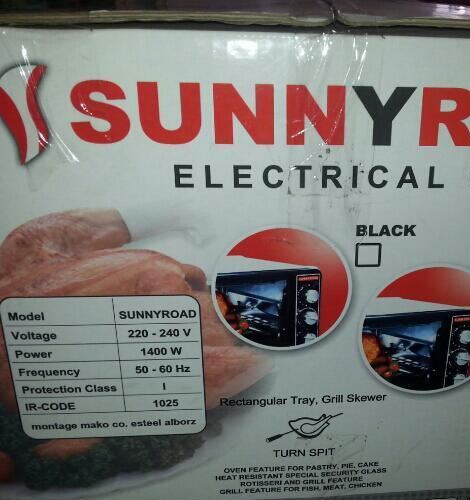 SUNNYR
ELECTRICAL
BLACK
Model SUNNYROAD
Voltage 220 - 240 V
Power 1400 W
Frequency 50 - 60 Hz
Protection Class I
IR-CODE 1025
montage mako co. esteel alborz
Rectangular Tray, Grill Skewer
TURN SPIT
OVEN FEATURE FOR PASTRY, PIE, CAKE
HEAT RESISTANT SPECIAL SECURITY GLASS
ROTISSERI AND GRILL FEATURE
GRILL FEATURE FOR FISH, MEAT, CHICKEN